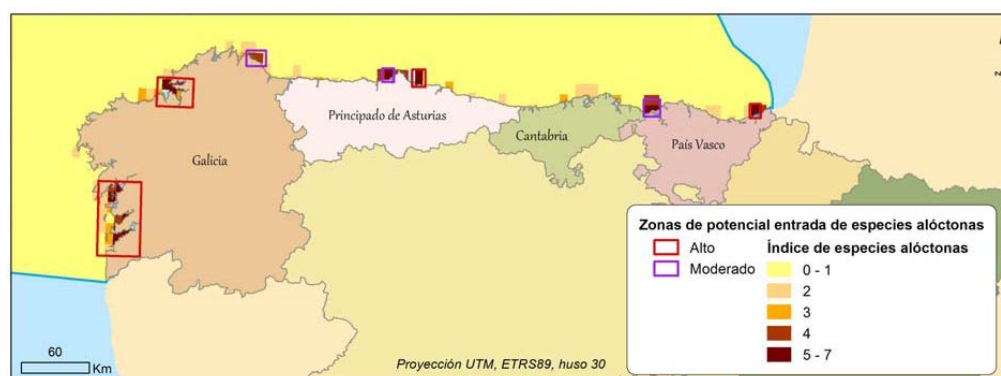 Galicia
Principado de Asturias
Cantabria
País Vasco
Zonas de potencial entrada de especies alóctonas
Alto
Moderado
Índice de especies alóctonas
0 - 1
2
3
4
5 - 7
60
Km
Proyección UTM, ETRS89, huso 30